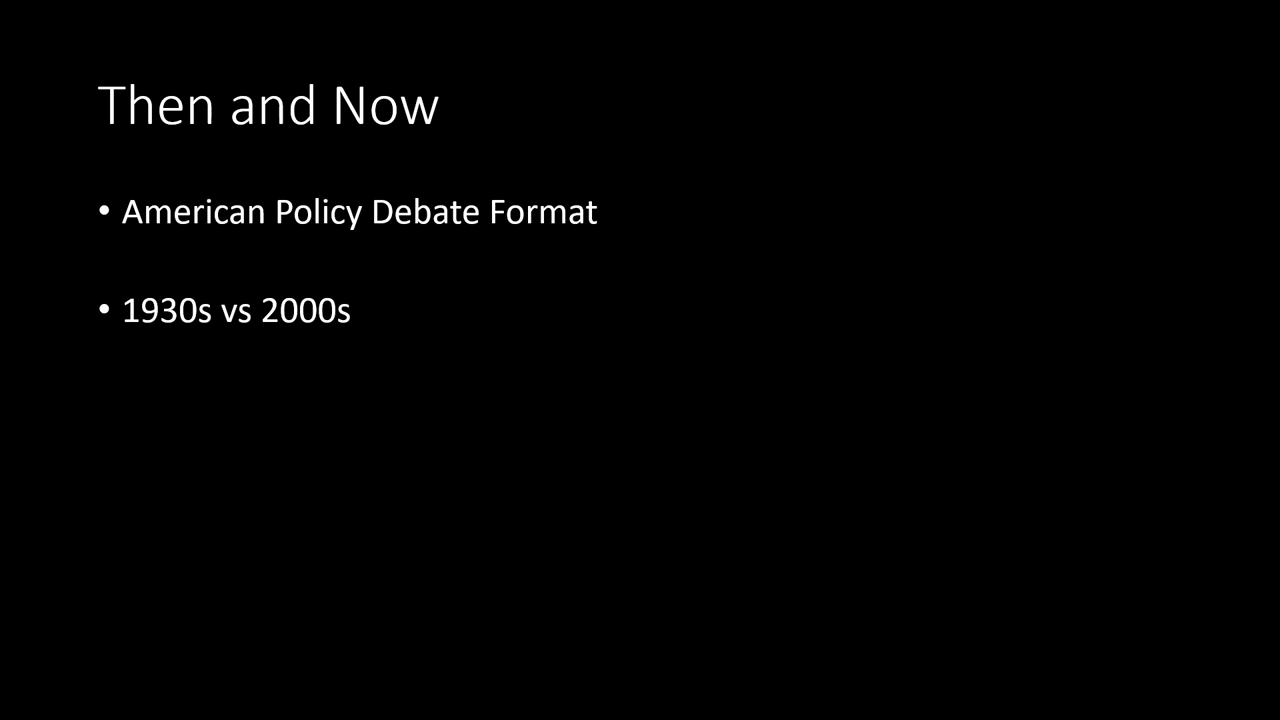 Then and Now
• American Policy Debate Format
• 1930s vs 2000s